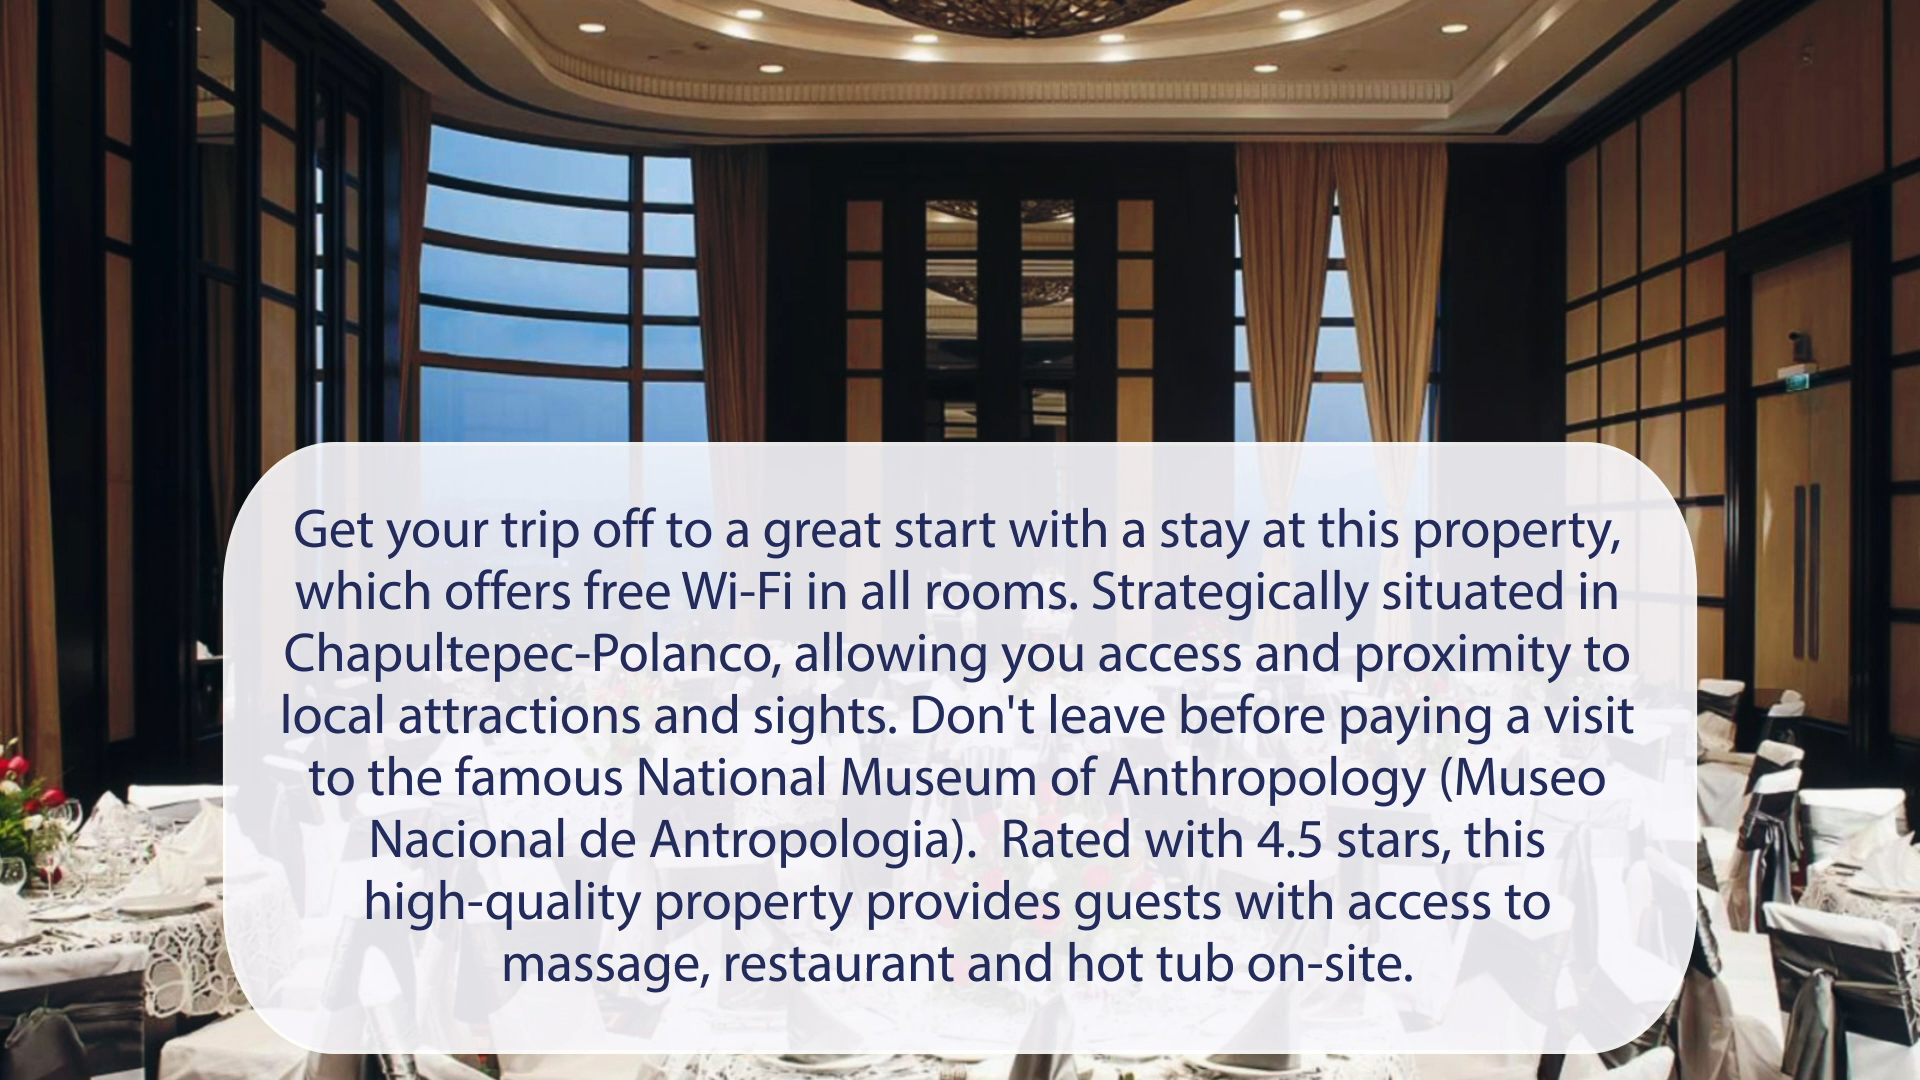 Get your trip off to a great start with a stay at this property,
which offers free Wi-Fi in all rooms. Strategically situated in
Chapultepec-Polanco, allowing you access and proximity to
local attractions and sights. Don't leave before paying a visit
to the famous National Museum of Anthropology (Museo
Nacional de Antropologia).  Rated with 4.5 stars, this
high-quality property provides guests with access to
massage, restaurant and hot tub on-site.